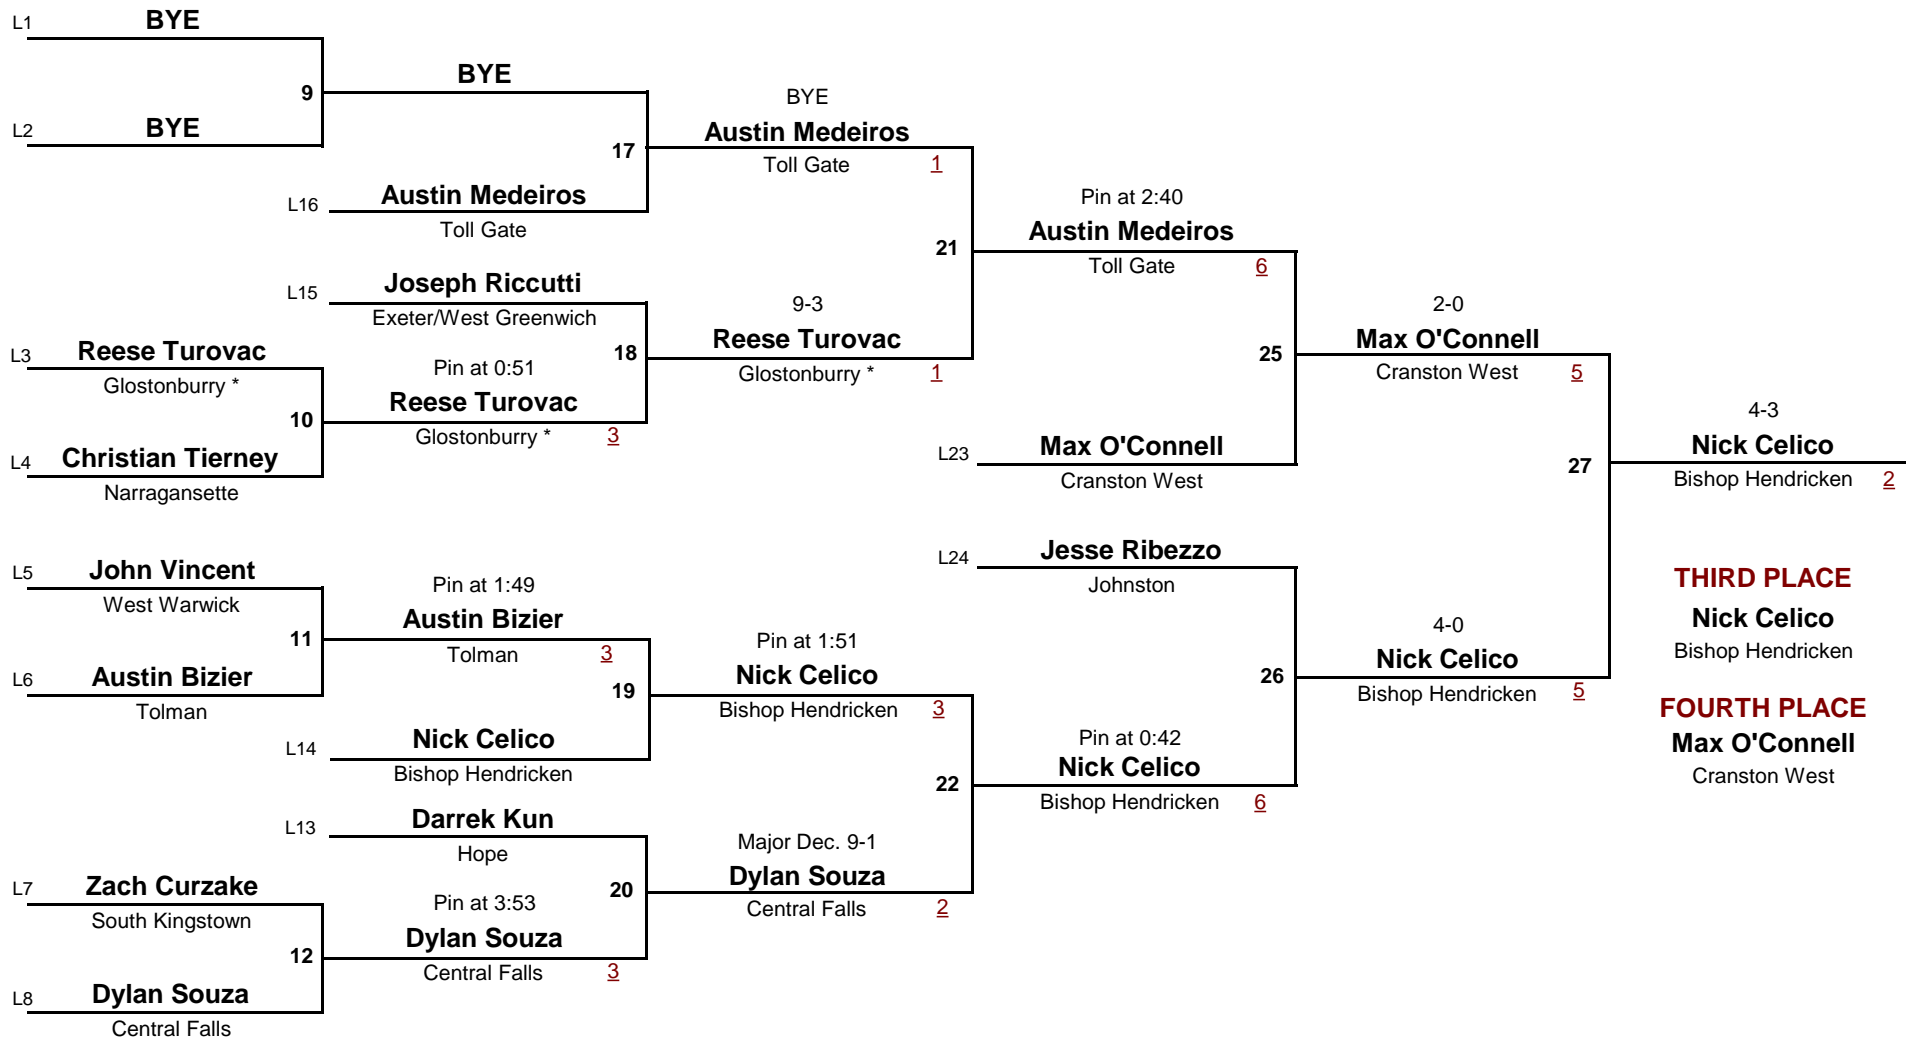 L1 BYE
9
BYE
L2 BYE
17
BYE
Austin Medeiros
Toll Gate 1
L16 Austin Medeiros
Toll Gate
21
Pin at 2:40
Austin Medeiros
Toll Gate 6
L15 Joseph Riccutti
Exeter/West Greenwich
18
9-3
Reese Turovac
Glostonburry * 1
L3 Reese Turovac
Glostonburry *
10
Pin at 0:51
Reese Turovac
Glostonburry * 3
L4 Christian Tierney
Narragansette
25
2-0
Max O'Connell
Cranston West 5
L23 Max O'Connell
Cranston West
27
4-3
Nick Celico
Bishop Hendricken 2
L24 Jesse Ribezzo
Johnston
L5 John Vincent
West Warwick
11
Pin at 1:49
Austin Bizier
Tolman 3
L6 Austin Bizier
Tolman
19
Pin at 1:51
Nick Celico
Bishop Hendricken 3
L14 Nick Celico
Bishop Hendricken
26
4-0
Nick Celico
Bishop Hendricken 5
22
Pin at 0:42
Nick Celico
Bishop Hendricken 6
L13 Darrek Kun
Hope
20
Major Dec. 9-1
Dylan Souza
Central Falls 2
L7 Zach Curzake
South Kingstown
12
Pin at 3:53
Dylan Souza
Central Falls 3
L8 Dylan Souza
Central Falls
THIRD PLACE
Nick Celico
Bishop Hendricken
FOURTH PLACE
Max O'Connell
Cranston West